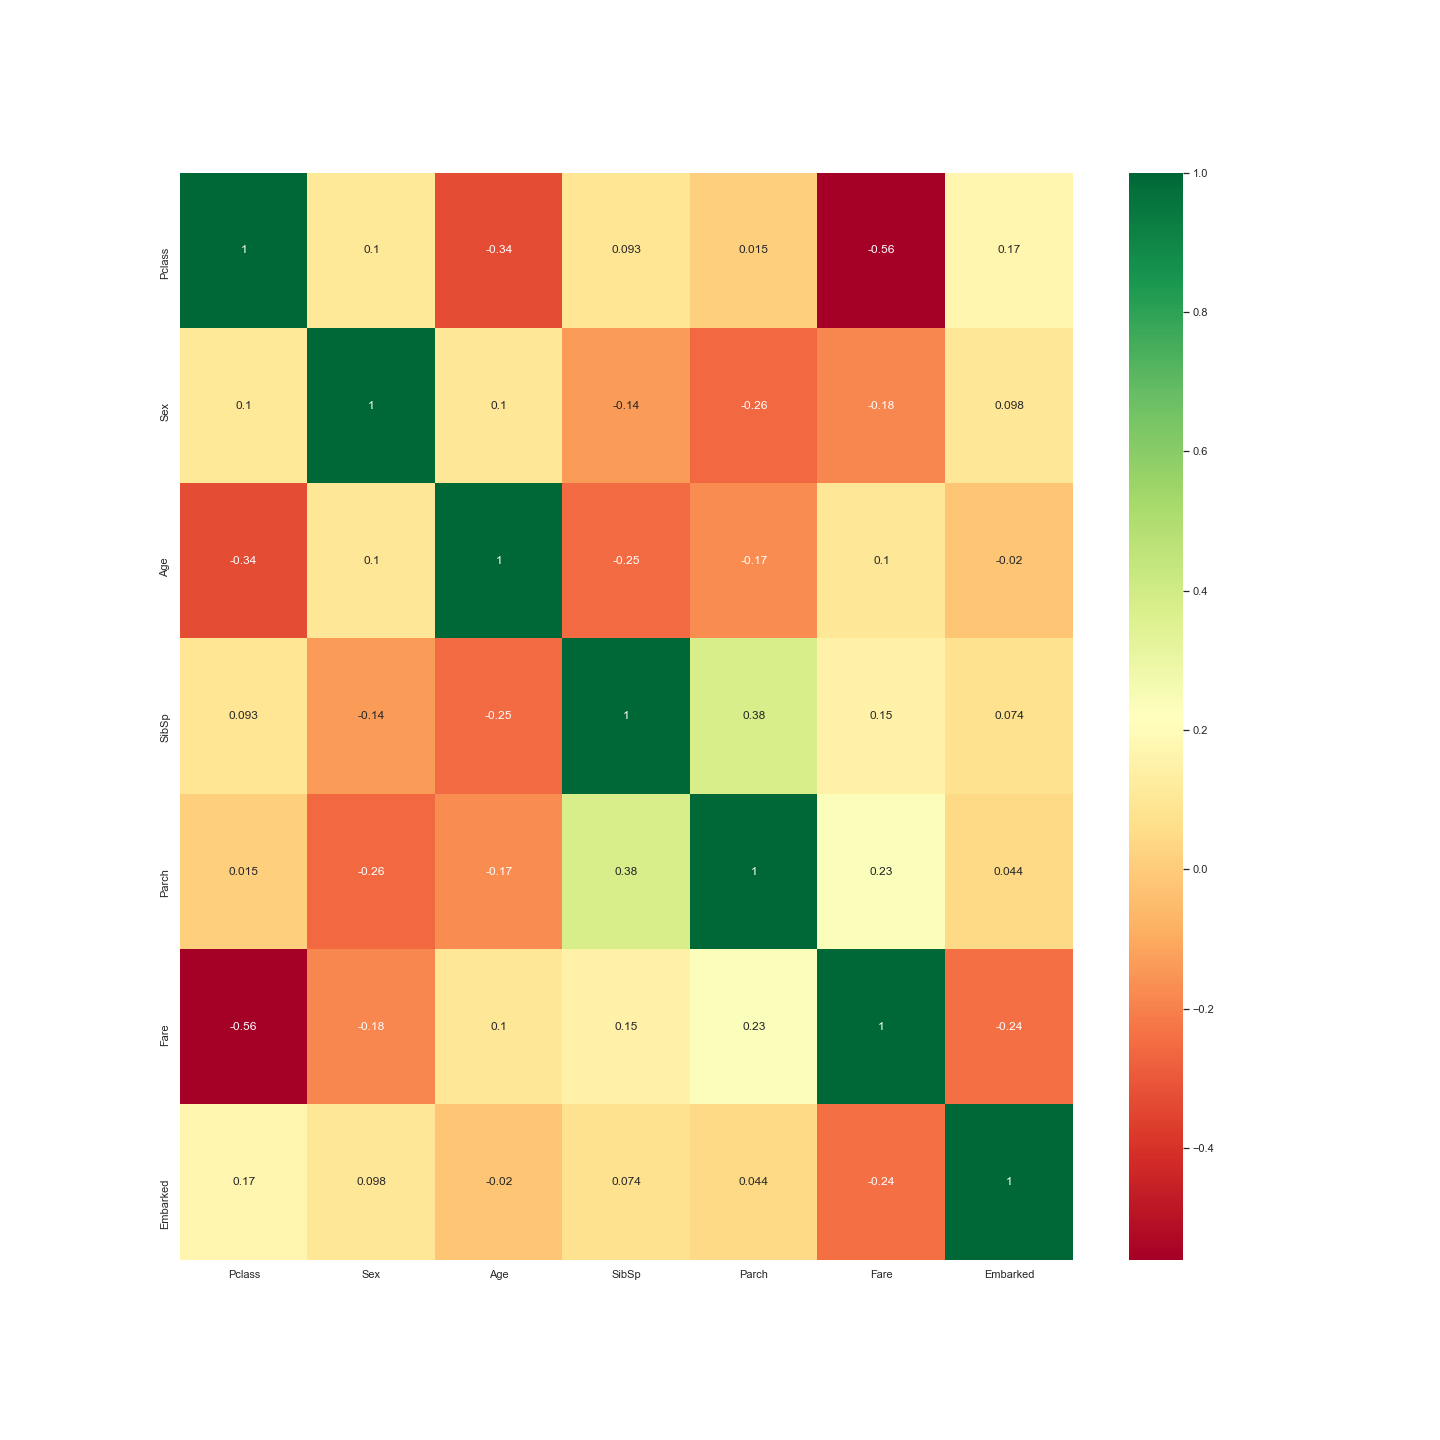 Pclass 1 0.1 -0.34 0.093 0.015 -0.56 0.17
Sex 0.1 1 0.1 -0.14 -0.26 -0.18 0.098
Age -0.34 0.1 1 -0.25 -0.17 0.1 -0.02
SibSp 0.093 -0.14 -0.25 1 0.38 0.15 0.074
Parch 0.015 -0.26 -0.17 0.38 1 0.23 0.044
Fare -0.56 -0.18 0.1 0.15 0.23 1 -0.24
Embarked 0.17 0.098 -0.02 0.074 0.044 -0.24 1
Pclass Sex Age SibSp Parch Fare Embarked
1.0
0.8
0.6
0.4
0.2
0.0
−0.2
−0.4